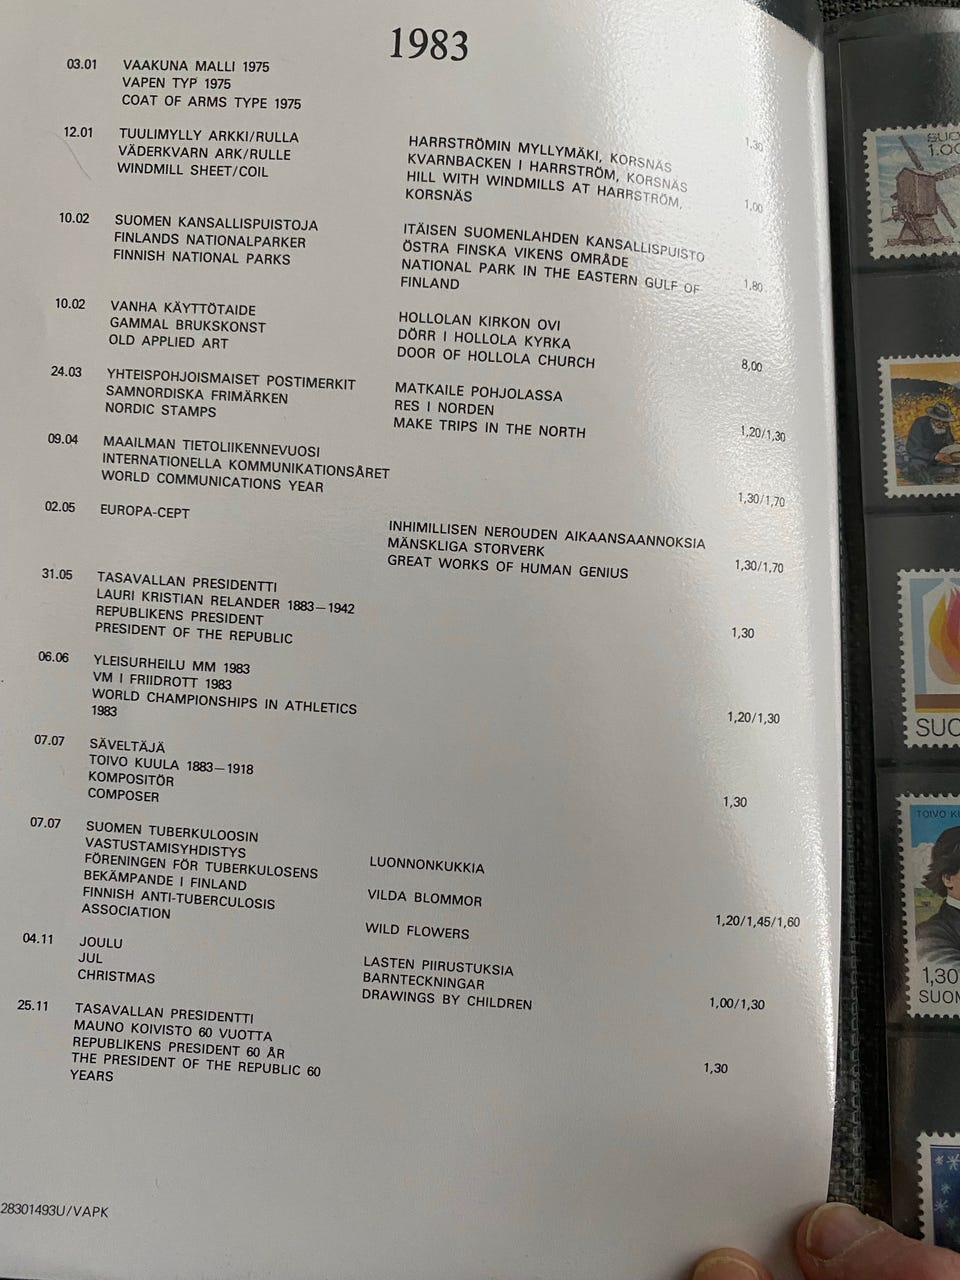 1983
03.01 VAAKUNA MALLI 1975
VAPEN TYP 1975
COAT OF ARMS TYPE 1975
1,30
12.01 TUULIMYLLY ARKKI/RULLA
VÄDERKVARN ARK/RULLE
WINDMILL SHEET/COIL
HARRSTRÖMIN MYLLYMÄKI, KORSNÄS
KVARNBACKEN I HARRSTRÖM, KORSNÄS
HILL WITH WINDMILLS AT HARRSTRÖM,
KORSNÄS
1,00
10.02 SUOMEN KANSALLISPUISTOJA
FINLANDS NATIONALPARKER
FINNISH NATIONAL PARKS
ITÄISEN SUOMENLAHDEN KANSALLISPUISTO
ÖSTRA FINSKA VIKENS OMRÅDE
NATIONAL PARK IN THE EASTERN GULF OF
FINLAND
1,80
10.02 VANHA KÄYTTÖTAIDE
GAMMAL BRUKSKONST
OLD APPLIED ART
HOLLOLAN KIRKON OVI
DÖRR I HOLLOLA KYRKA
DOOR OF HOLLOLA CHURCH
8,00
24.03 YHTEISPOHJOISMAISET POSTIMERKIT
SAMNORDISKA FRIMÄRKEN
NORDIC STAMPS
MATKAILE POHJOLASSA
RES I NORDEN
MAKE TRIPS IN THE NORTH
1,20/1,30
09.04 MAAILMAN TIETOLIIKENNEVUOSI
INTERNATIONELLA KOMMUNIKATIONSÅRET
WORLD COMMUNICATIONS YEAR
1,30/1,70
02.05 EUROPA-CEPT
INHIMILLISEN NEROUDEN AIKAANSAANNOKSIA
MÄNSKLIGA STORVERK
GREAT WORKS OF HUMAN GENIUS
1,30/1,70
31.05 TASAVALLAN PRESIDENTTI
LAURI KRISTIAN RELANDER 1883–1942
REPUBLIKENS PRESIDENT
PRESIDENT OF THE REPUBLIC
1,30
06.06 YLEISURHEILU MM 1983
VM I FRIIDROTT 1983
WORLD CHAMPIONSHIPS IN ATHLETICS
1983
1,20/1,30
07.07 SÄVELTÄJÄ
TOIVO KUULA 1883–1918
KOMPOSITÖR
COMPOSER
1,30
07.07 SUOMEN TUBERKULOOSIN
VASTUSTAMISYHDISTYS
FÖRENINGEN FÖR TUBERKULOSENS
BEKÄMPANDE I FINLAND
FINNISH ANTI-TUBERCULOSIS
ASSOCIATION
LUONNONKUKKIA
VILDA BLOMMOR
WILD FLOWERS
1,20/1,45/1,60
04.11 JOULU
JUL
CHRISTMAS
LASTEN PIIRUSTUKSIA
BARNTECKNINGAR
DRAWINGS BY CHILDREN
1,00/1,30
25.11 TASAVALLAN PRESIDENTTI
MAUNO KOIVISTO 60 VUOTTA
REPUBLIKENS PRESIDENT 60 ÅR
THE PRESIDENT OF THE REPUBLIC 60
YEARS
1,30
28301493U/VAPK
SUO
1.00
SUO
TOIVO KU
1,30
SUOM